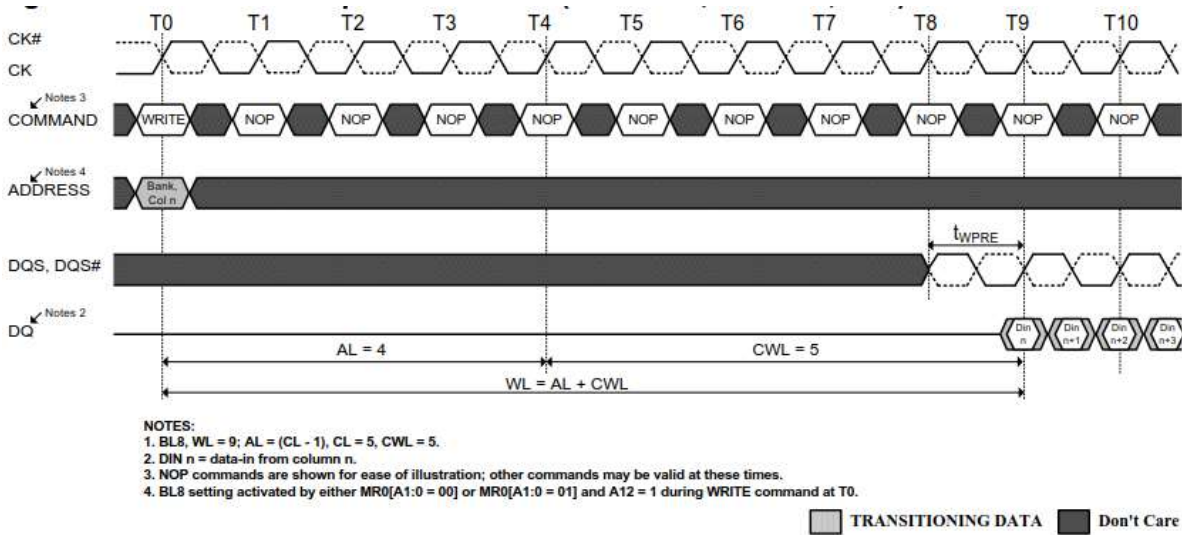 T0 T1 T2 T3 T4 T5 T6 T7 T8 T9 T10
CK#
CK
Notes 3
COMMAND WRITE NOP NOP NOP NOP NOP NOP NOP NOP NOP NOP
Notes 4
ADDRESS Bank, Col n
tWPRE
DQS, DQS#
Notes 2
DQ Din n Din n+1 Din n+2 Din n+3
AL = 4 CWL = 5
WL = AL + CWL
NOTES:
1. BL8, WL = 9; AL = (CL - 1), CL = 5, CWL = 5.
2. DIN n = data-in from column n.
3. NOP commands are shown for ease of illustration; other commands may be valid at these times.
4. BL8 setting activated by either MR0[A1:0 = 00] or MR0[A1:0 = 01] and A12 = 1 during WRITE command at T0.
TRANSITIONING DATA Don't Care